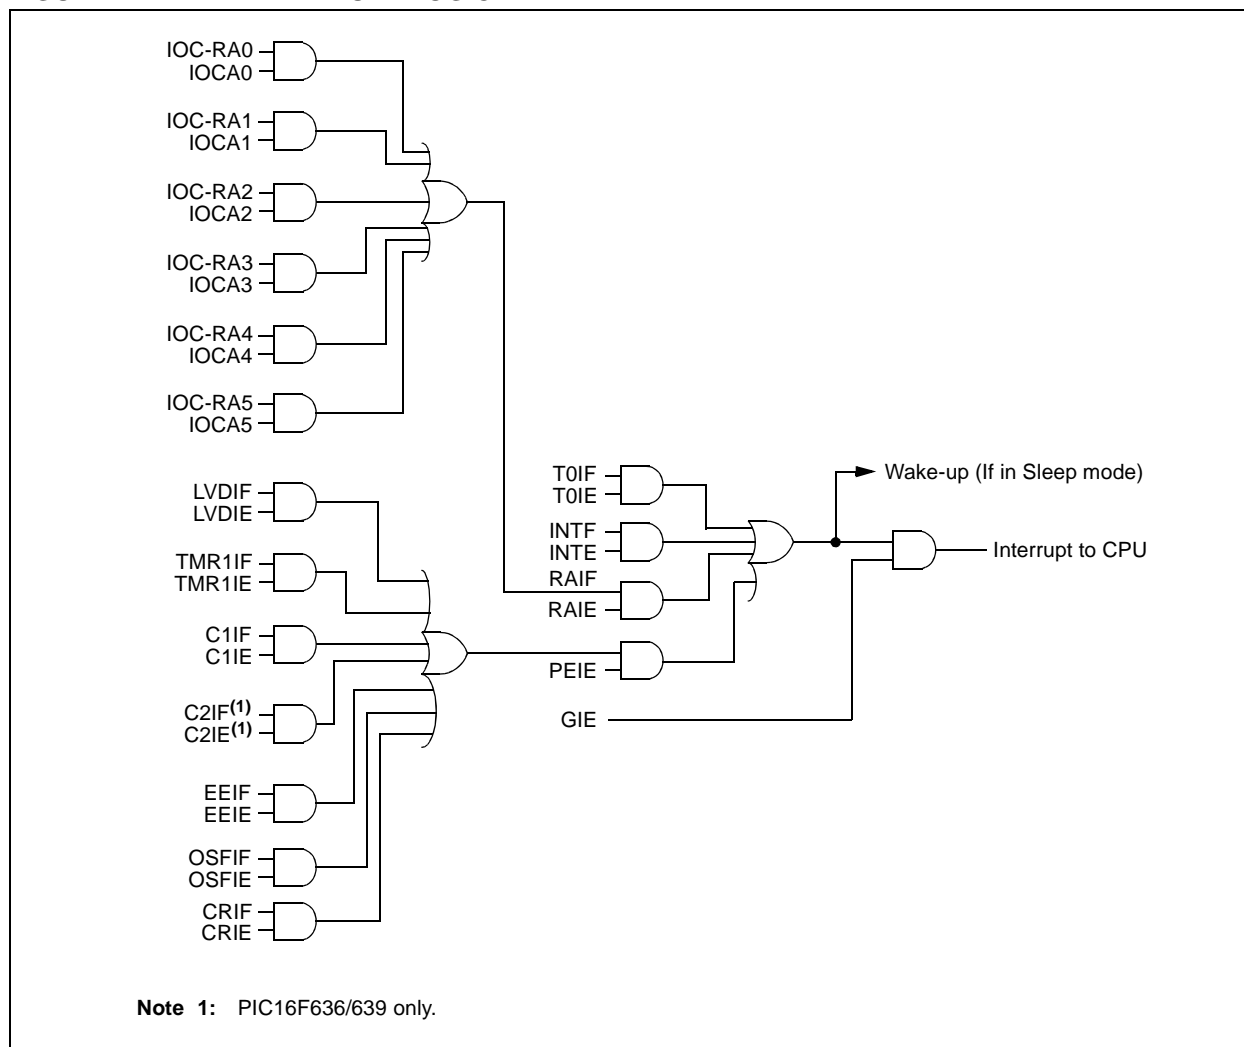 IOC-RA0
IOCA0
IOC-RA1
IOCA1
IOC-RA2
IOCA2
IOC-RA3
IOCA3
IOC-RA4
IOCA4
IOC-RA5
IOCA5
LVDIF
LVDIE
TMR1IF
TMR1IE
C1IF
C1IE
C2IF(1)
C2IE(1)
EEIF
EEIE
OSFIF
OSFIE
CRIF
CRIE
T0IF
T0IE
INTF
INTE
RAIF
RAIE
PEIE
GIE
Wake-up (If in Sleep mode)
Interrupt to CPU
Note 1: PIC16F636/639 only.